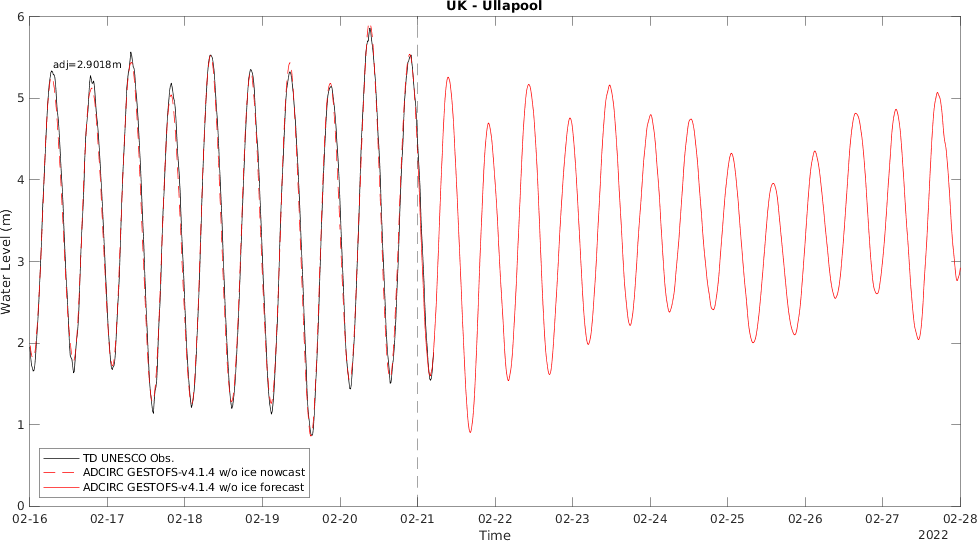 UK - Ullapool
adj=2.9018m
6
5
4
3
2
1
0
Water Level (m)
TD UNESCO Obs.
ADCIRC GESTOFS-v4.1.4 w/o ice nowcast
ADCIRC GESTOFS-v4.1.4 w/o ice forecast
02-16 02-17 02-18 02-19 02-20 02-21 02-22 02-23 02-24 02-25 02-26 02-27 02-28
Time
2022